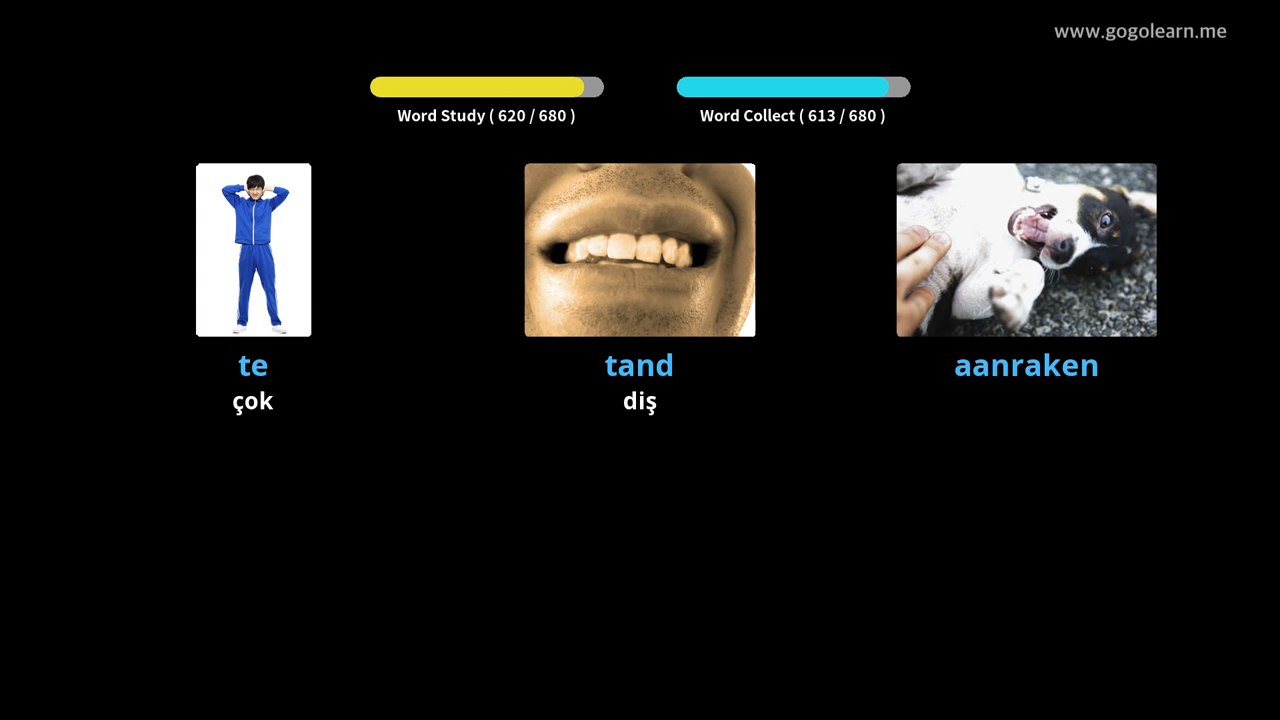 www.gogolearn.me
Word Study ( 620 / 680 )
Word Collect ( 613 / 680 )
te
tand
aanraken
çok
diş